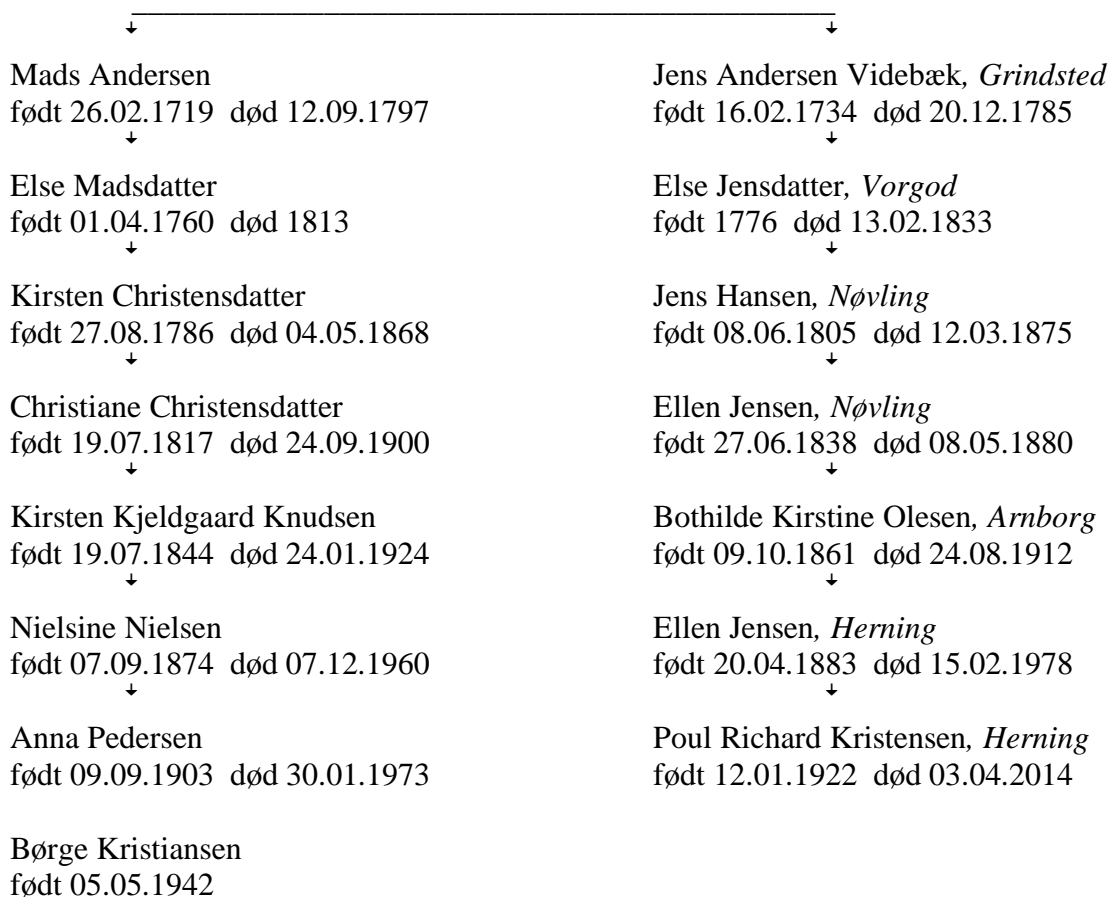 Mads Andersen
født 26.02.1719 død 12.09.1797
Else Madsdatter
født 01.04.1760 død 1813
Kirsten Christensdatter
født 27.08.1786 død 04.05.1868
Christiane Christensdatter
født 19.07.1817 død 24.09.1900
Kirsten Kjeldgaard Knudsen
født 19.07.1844 død 24.01.1924
Nielsine Nielsen
født 07.09.1874 død 07.12.1960
Anna Pedersen
født 09.09.1903 død 30.01.1973
Børge Kristiansen
født 05.05.1942
Jens Andersen Videbæk, Grindsted
født 16.02.1734 død 20.12.1785
Else Jensdatter, Vorgod
født 1776 død 13.02.1833
Jens Hansen, Nøvling
født 08.06.1805 død 12.03.1875
Ellen Jensen, Nøvling
født 27.06.1838 død 08.05.1880
Bothilde Kirstine Olesen, Arnborg
født 09.10.1861 død 24.08.1912
Ellen Jensen, Herning
født 20.04.1883 død 15.02.1978
Poul Richard Kristensen, Herning
født 12.01.1922 død 03.04.2014